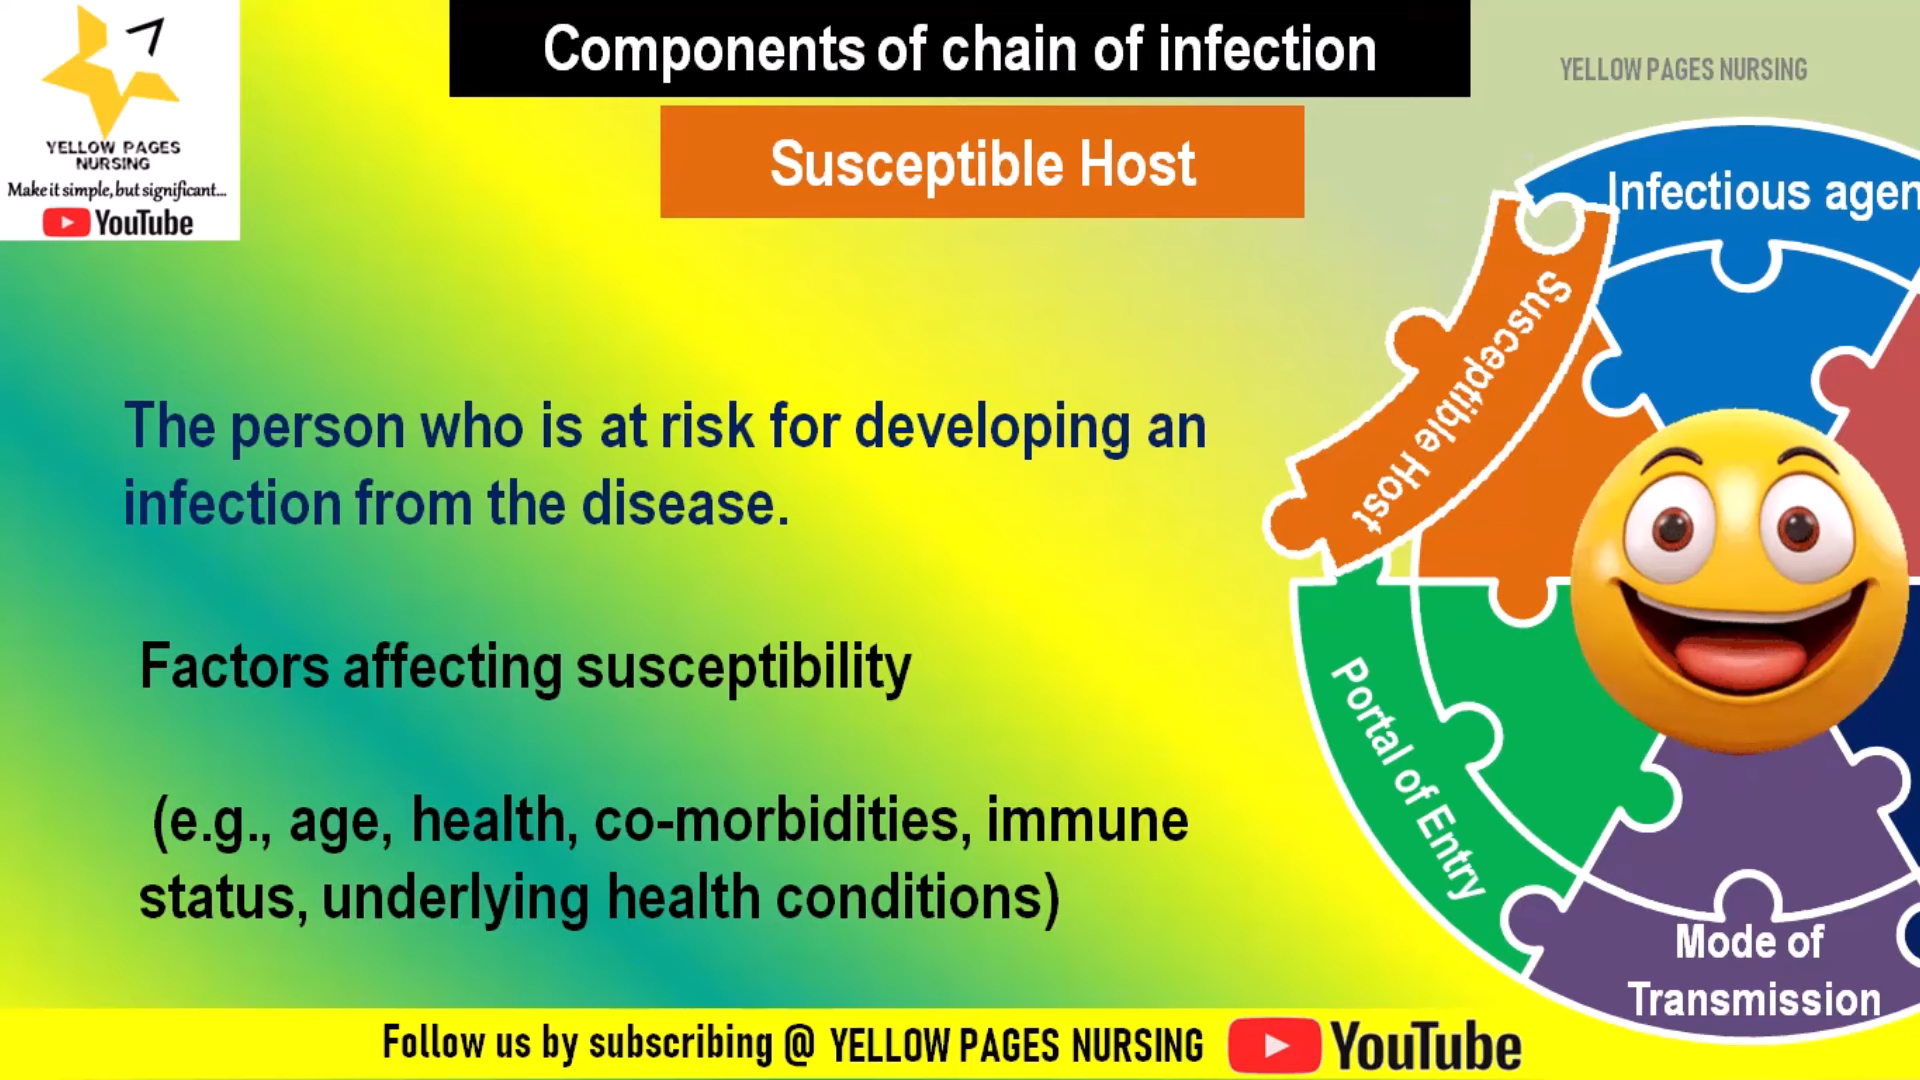 YELLOW PAGES
NURSING
Make it simple, but significant...
YouTube
Components of chain of infection
YELLOW PAGES NURSING
Susceptible Host
Infectious agen
Susceptible Host
The person who is at risk for developing an
infection from the disease.
Factors affecting susceptibility
(e.g., age, health, co-morbidities, immune
status, underlying health conditions)
Portal of Entry
Mode of
Transmission
Follow us by subscribing @ YELLOW PAGES NURSING YouTube